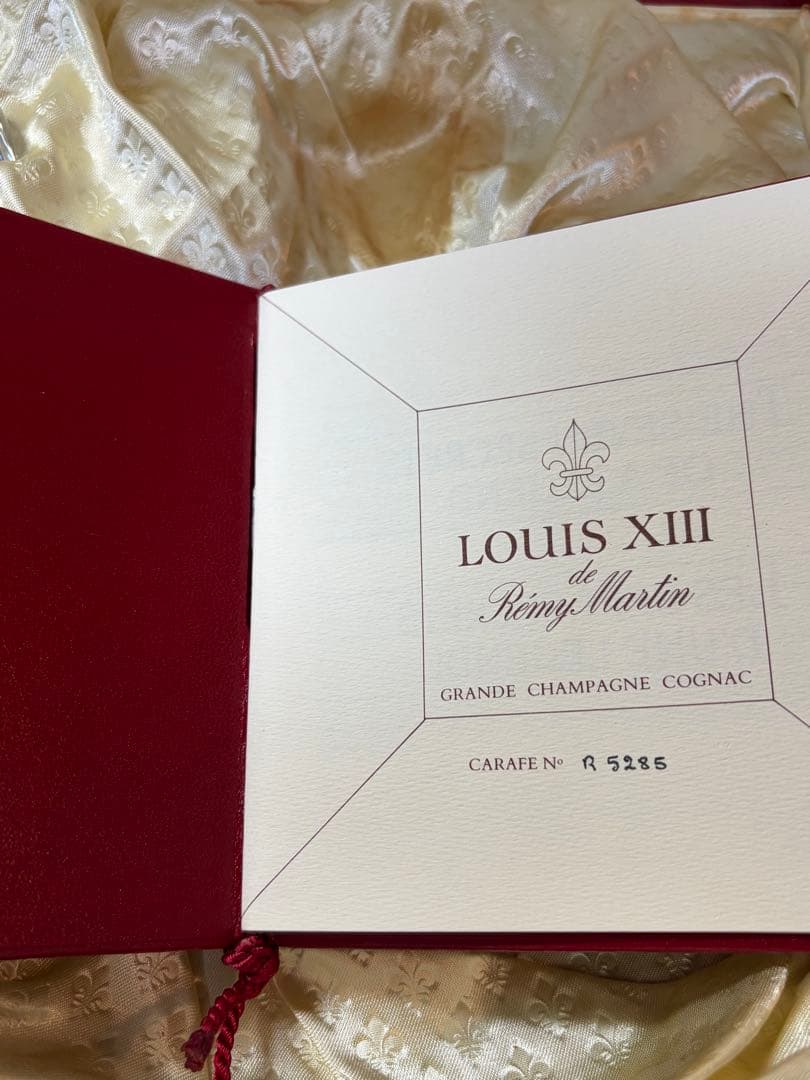 LOUIS XIII
de
Rémy Martin
GRANDE CHAMPAGNE COGNAC
CARAFE Nº R 5285